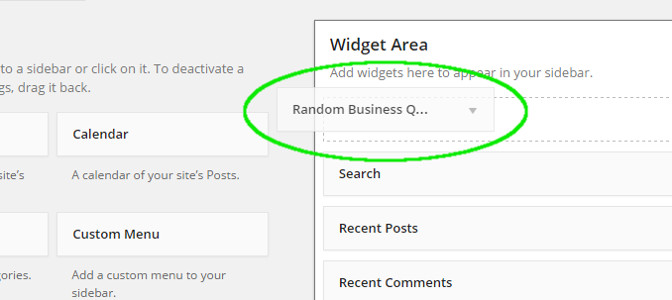 to a sidebar or click on it. To deactivate a
gs, drag it back.
Calendar
site's
A calendar of your site's Posts.
Custom Menu
gories.
Add a custom menu to your
sidebar.
Widget Area
Add widgets here to appear in your sidebar.
Random Business Q...
Search
Recent Posts
Recent Comments